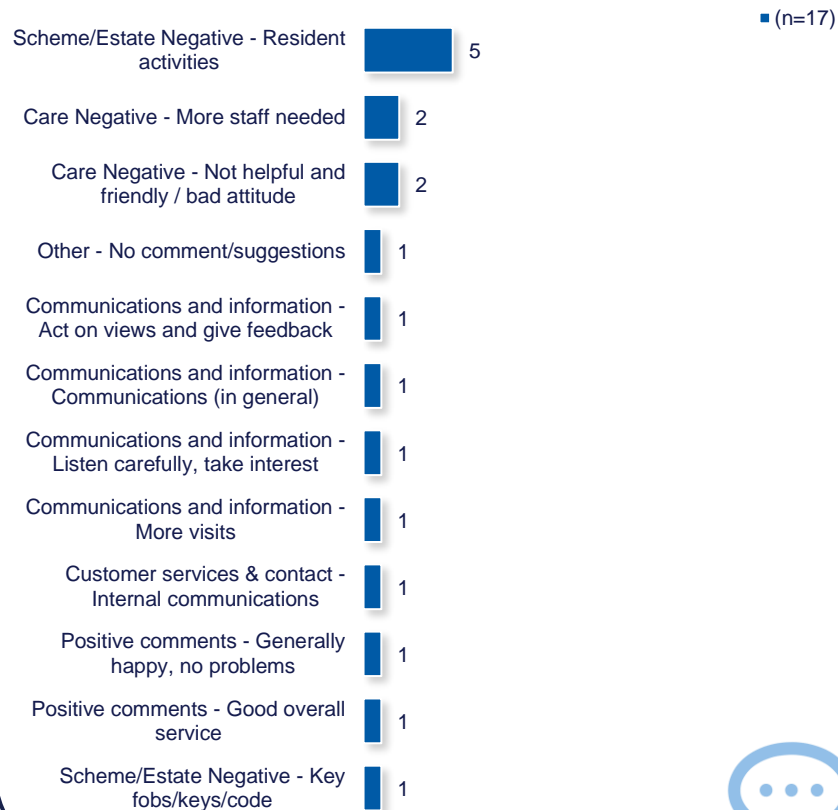 (n=17)
Scheme/Estate Negative - Resident
activities
5
Care Negative - More staff needed
2
Care Negative - Not helpful and
friendly / bad attitude
2
Other - No comment/suggestions
1
Communications and information -
Act on views and give feedback
1
Communications and information -
Communications (in general)
1
Communications and information -
Listen carefully, take interest
1
Communications and information -
More visits
1
Customer services & contact -
Internal communications
1
Positive comments - Generally
happy, no problems
1
Positive comments - Good overall
service
1
Scheme/Estate Negative - Key
fobs/keys/code
1